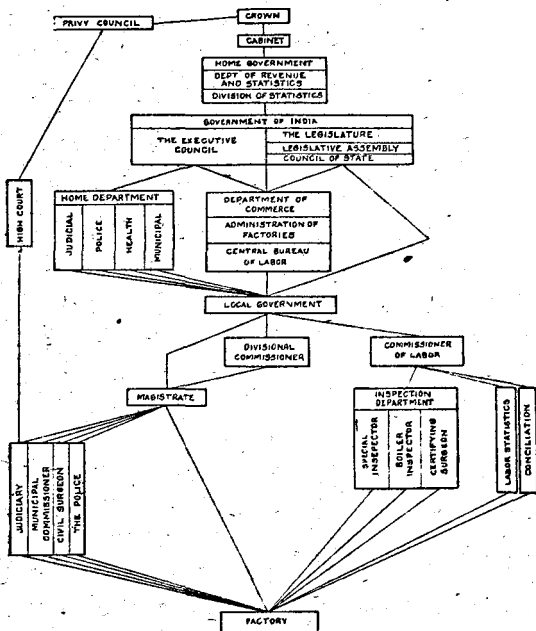 CROWN
PRIVY COUNCIL
CABINET
HOME GOVERNMENT
DEPT OF REVENUE
AND STATISTICS
DIVISION OF STATISTICS
GOVERNMENT OF INDIA
THE EXECUTIVE
COUNCIL
THE LEGISLATURE
LEGISLATIVE ASSEMBLY
COUNCIL OF STATE
HIGH COURT
HOME DEPARTMENT
JUDICIAL
POLICE
HEALTH
MUNICIPAL
DEPARTMENT OF
COMMERCE
ADMINISTRATION OF
FACTORIES
CENTRAL BUREAU
OF LABOR
LOCAL GOVERNMENT
DIVISIONAL
COMMISSIONER
COMMISSIONER
OF LABOR
MAGISTRATE
INSPECTION
DEPARTMENT
SPECIAL
INSEPECTOR
BOILER
INSPECTOR
CERTIFYING
SURGEON
LABOR STATISTICS
CONCILIATION
JUDICIARY
MUNICIPAL
COMMISSIONER
CIVIL SURGEON
THE POLICE
FACTORY